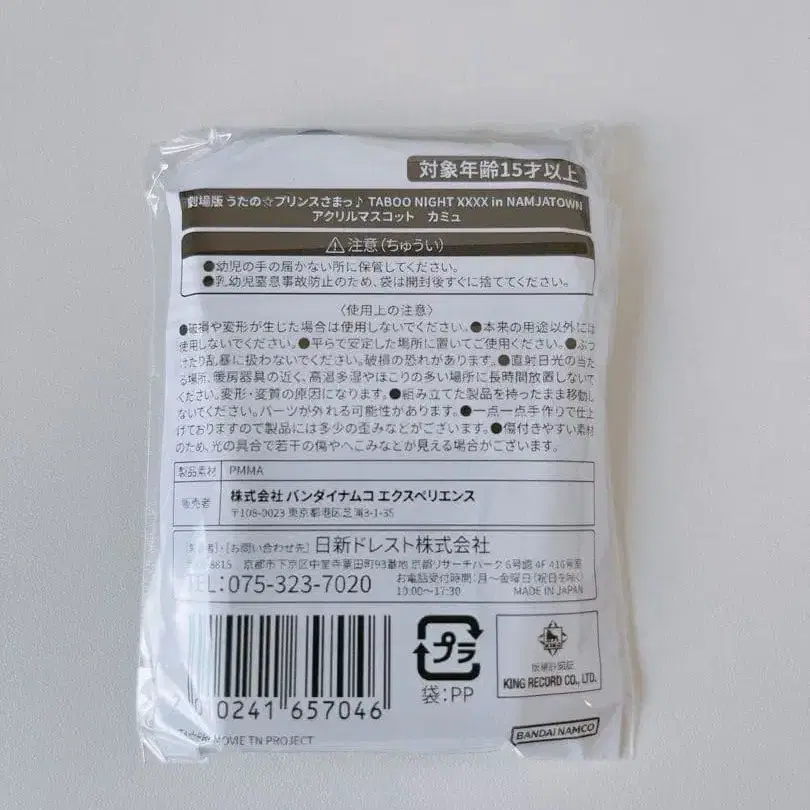 対象年齢15才以上
劇場版 うたの☆プリンスさまっ♪ TABOO NIGHT XXXX in NAMJATOWN
アクリルマスコット カミュ
⚠注意(ちゅうい)
●幼児の手の届かない所に保管してください。
●乳幼児窒息事故防止のため、袋は開封後すぐに捨ててください。
〈使用上の注意〉
●破損や変形が生じた場合は使用しないでください。●本来の用途以外には
使用しないでください。●平らで安定した場所に置いてご使用ください。●ぶつ
けたり乱暴に扱わないでください。破損の恐れがあります。●直射日光の当た
る場所、暖房器具の近く、高温多湿やほこりの多い場所に長時間放置しないで
ください。変形・変質の原因になります。●組み立てた製品を持ったまま移動し
ないでください。パーツが外れる可能性があります。●一点一点手作りで仕上
げておりますので製品には多少の歪みなどがございます。●傷付きやすい素材
のため、光の具合で若干の傷やへこみなどが見える場合がございます。
製品素材 PMMA
販売者 株式会社 バンダイナムコ エクスペリエンス
〒108-0023 東京都港区芝浦3-1-35
・[お問い合わせ先] 日新ドレスト株式会社
8815 京都市下京区中堂寺粟田町93番地 京都リサーチパーク 6号館 4F 416号室
TEL:075-323-7020 お電話受付時間:月〜金曜日(祝日を除く)
10:00〜17:30 MADE IN JAPAN
プラ
袋:PP
KING
版権許諾証
KING RECORD CO., LTD.
0241 657046
MOVIE TN PROJECT
BANDAI NAMCO